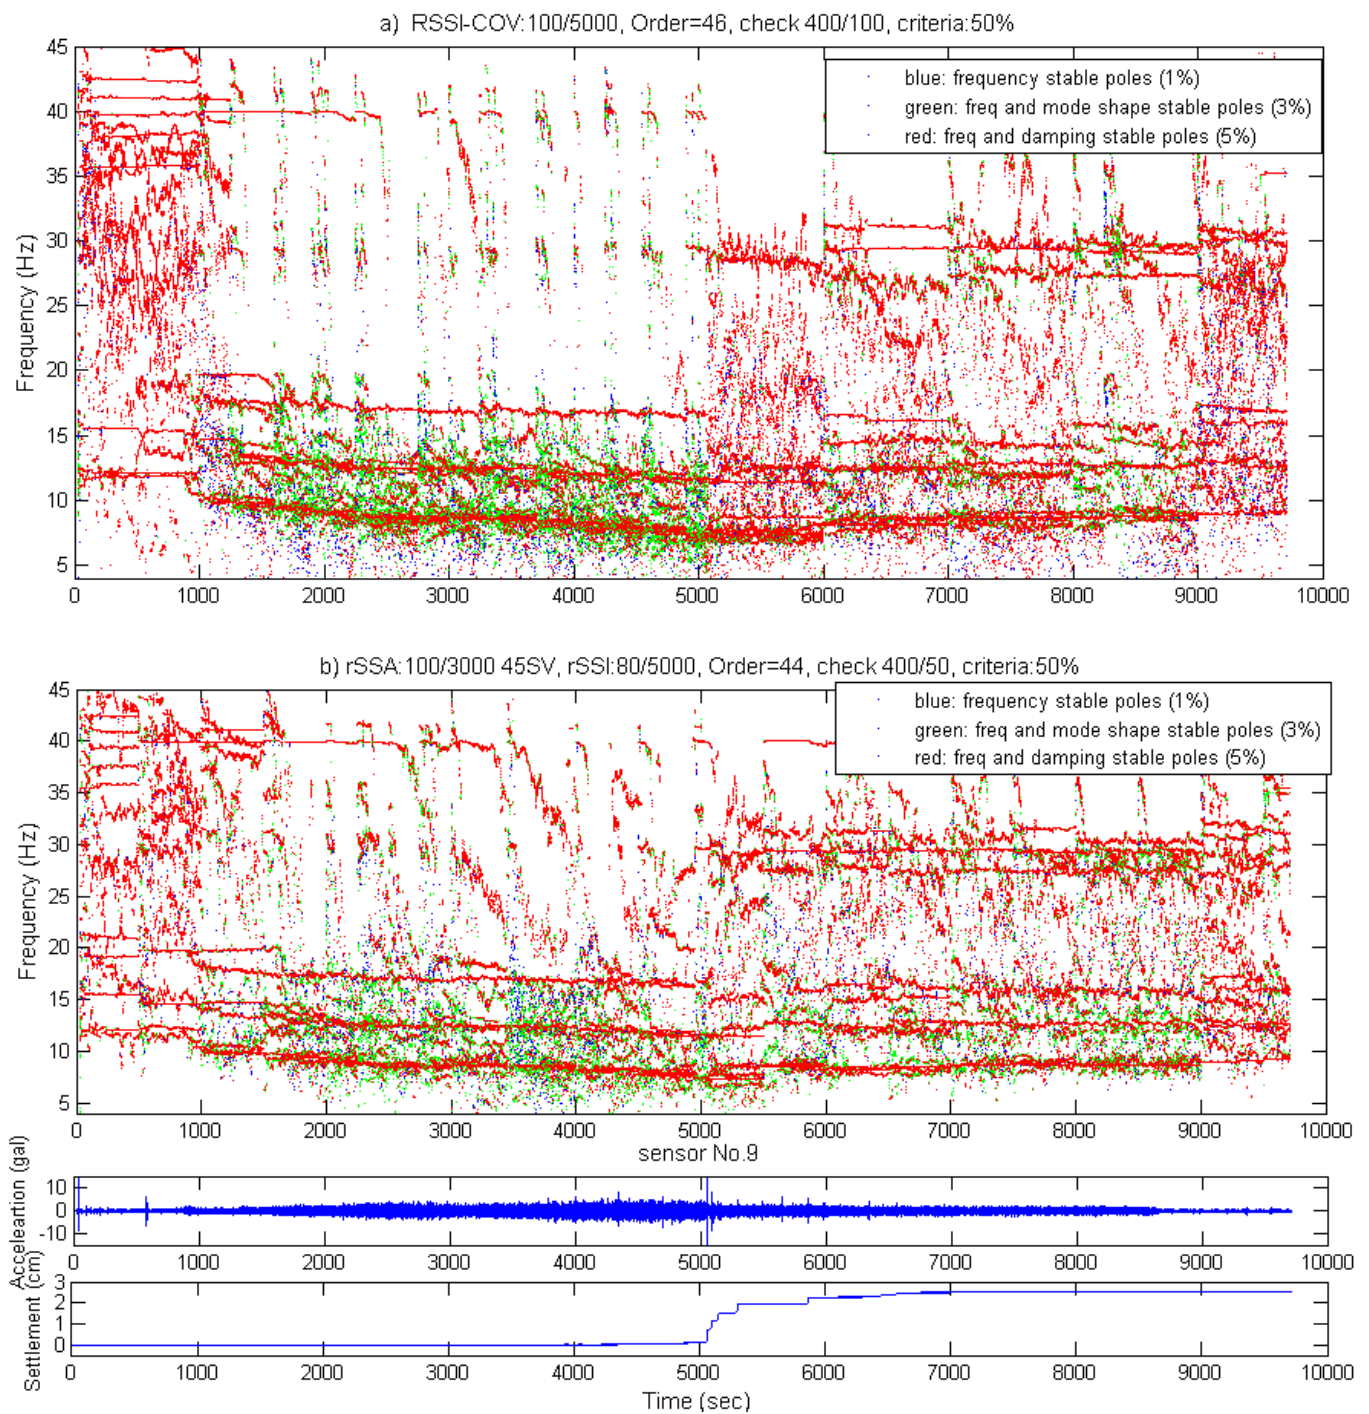 a) RSSI-COV:100/5000, Order=46, check 400/100, criteria:50%
45
40
35
30
25
20
15
10
5
Frequency (Hz)
blue: frequency stable poles (1%)
green: freq and mode shape stable poles (3%)
red: freq and damping stable poles (5%)
0 1000 2000 3000 4000 5000 6000 7000 8000 9000 10000
b) rSSA:100/3000 45SV, rSSI:80/5000, Order=44, check 400/50, criteria:50%
45
40
35
30
25
20
15
10
5
Frequency (Hz)
blue: frequency stable poles (1%)
green: freq and mode shape stable poles (3%)
red: freq and damping stable poles (5%)
0 1000 2000 3000 4000 5000 6000 7000 8000 9000 10000
sensor No.9
Acceleartion (gal)
10
0
-10
0 1000 2000 3000 4000 5000 6000 7000 8000 9000 10000
Settlement (cm)
3
2
1
0
0 1000 2000 3000 4000 5000 6000 7000 8000 9000 10000
Time (sec)